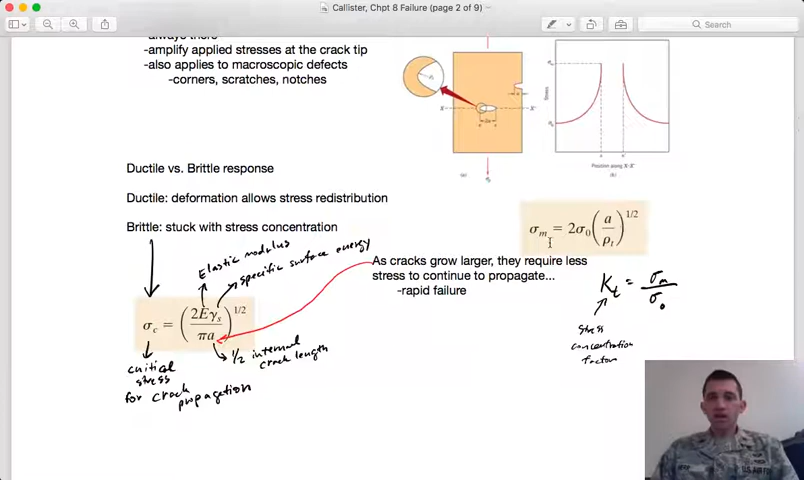 Callister, Chpt 8 Failure (page 2 of 9)
Search
always there
-amplify applied stresses at the crack tip
-also applies to macroscopic defects
-corners, scratches, notches
Stress
Position along X-X'
(a)
(b)
Ductile vs. Brittle response
Ductile: deformation allows stress redistribution
Brittle: stuck with stress concentration
σm = 2σ0 (a/ρt)^1/2
Elastic modulus
specific surface energy
As cracks grow larger, they require less
stress to continue to propagate...
-rapid failure
Kt = σm/σo
stress
concentration
factor
σc = (2Eγs/πa)^1/2
1/2 internal
crack length
critical
stress
for crack
propagation
U.S. AIR